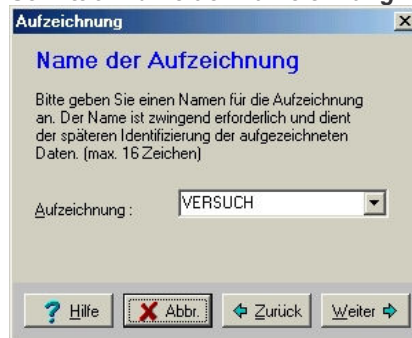 Aufzeichnung
Name der Aufzeichnung
Bitte geben Sie einen Namen für die Aufzeichnung
an. Der Name ist zwingend erforderlich und dient
der späteren Identifizierung der aufgezeichneten
Daten. (max. 16 Zeichen)
Aufzeichnung : VERSUCH
? Hilfe Abbr. Zurück Weiter